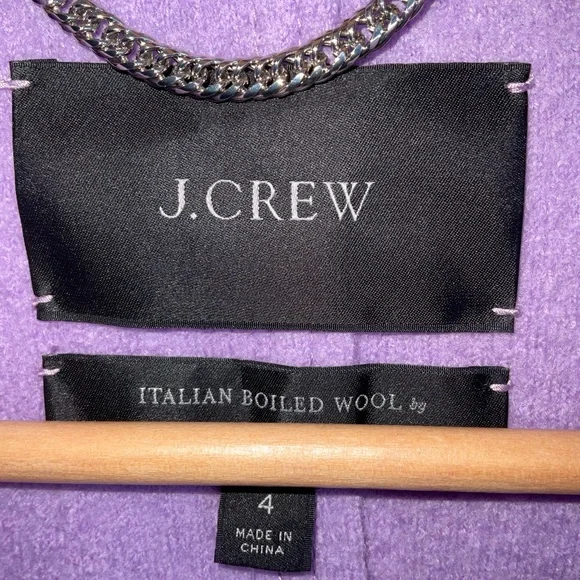 J.CREW
ITALIAN BOILED WOOL by
4
MADE IN
CHINA